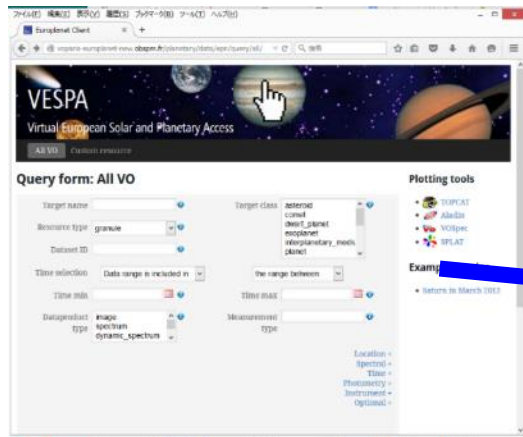 ファイル(F) 編集(E) 表示(V) 履歴(S) ブックマーク(B) ツール(T) ヘルプ(H)
Europlanet Client × +
vespa-europlanet-new.obspm.fr/planetary/data/epn/query/all/
検索
VESPA
Virtual European Solar and Planetary Access
All VO Custom resource
Query form: All VO
Target name
Resource type granule
Dataset ID
Target class asteroid
comet
dwarf_planet
exoplanet
interplanetary_medi
planet
Time selection Data range is included in the range between
Time min Time max
Dataproduct type image
spectrum
dynamic_spectrum
Measurement type
Location
Spectral
Time
Photometry
Instrument
Optional
Plotting tools
TOPCAT
Aladin
VOSpec
SPLAT
Saturn in March 2012